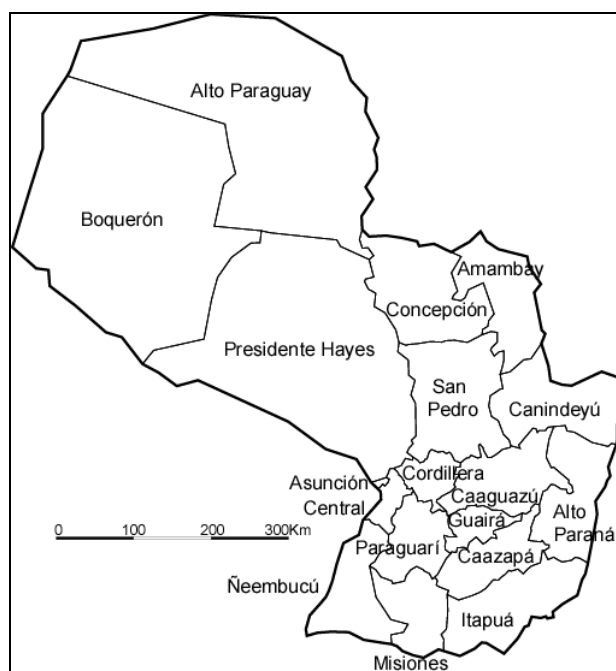 Alto Paraguay
Boquerón
Amambay
Concepción
Presidente Hayes
San
Pedro
Canindeyú
Cordillera
Asunción
Caaguazú
Central
Guairá
Alto
Paraná
0 100 200 300Km
Paraguarí
Caazapá
Ñeembucú
Itapuá
Misiones